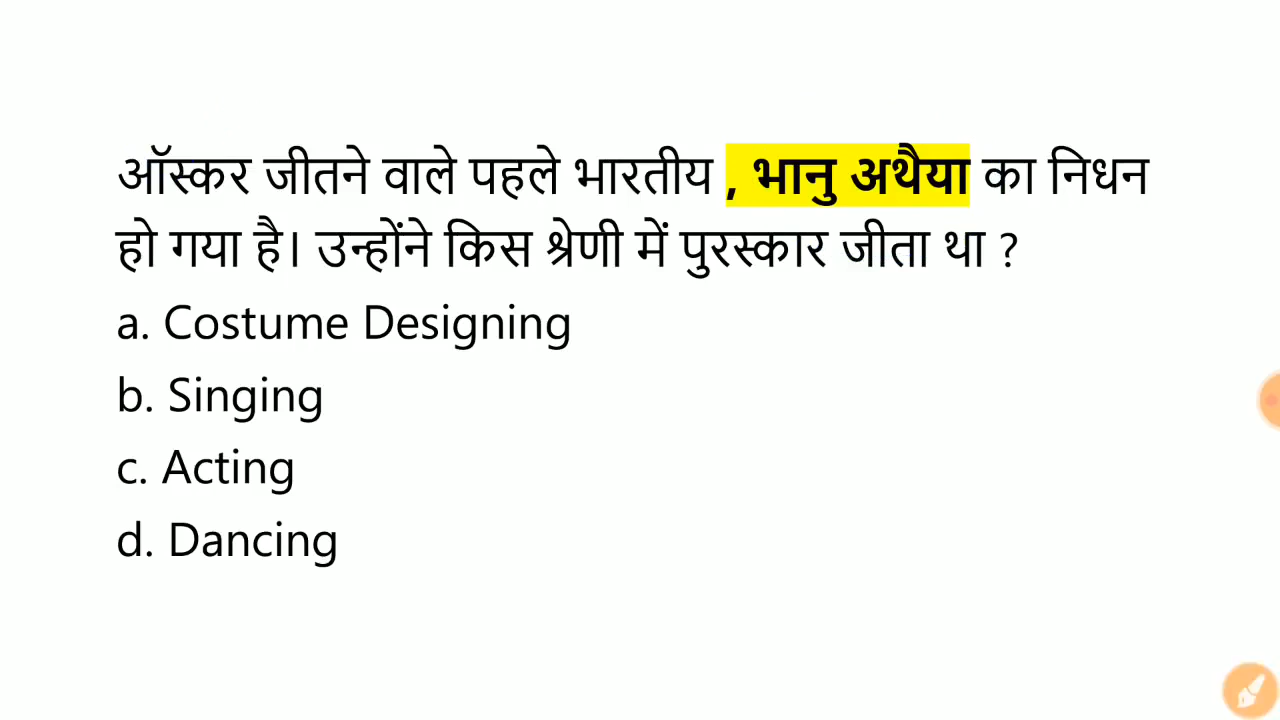 ऑस्कर जीतने वाले पहले भारतीय , भानु अथैया का निधन
हो गया है। उन्होंने किस श्रेणी में पुरस्कार जीता था ?
a. Costume Designing
b. Singing
c. Acting
d. Dancing